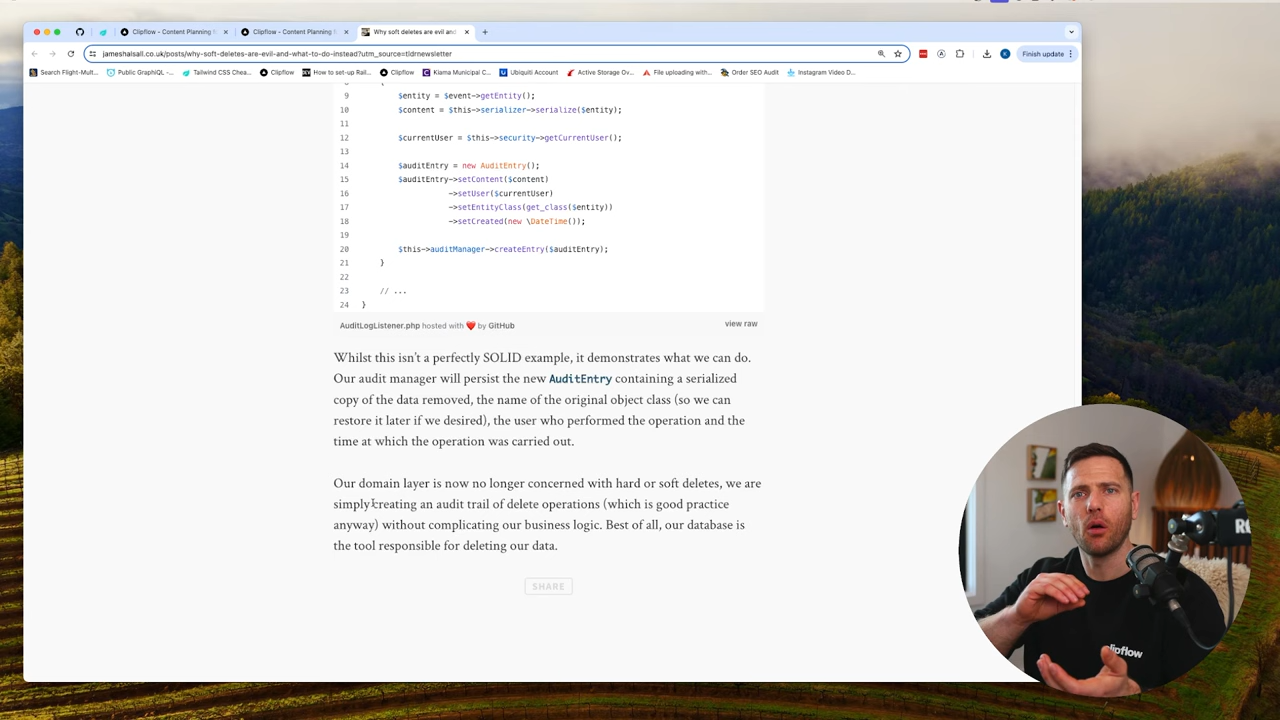 Clipflow - Content Planning f
Clipflow - Content Planning f
Why soft deletes are evil and
jameshalsall.co.uk/posts/why-soft-deletes-are-evil-and-what-to-do-instead?utm_source=tldrnewsletter
Finish update
Search Flight-Mult...
Public GraphiQL -...
Tailwind CSS Chea...
Clipflow
How to set-up Rail...
Clipflow
Kiama Municipal C...
Ubiquiti Account
Active Storage Ov...
File uploading with...
Order SEO Audit
Instagram Video D...
8 {
9 $entity = $event->getEntity();
10 $content = $this->serializer->serialize($entity);
11
12 $currentUser = $this->security->getCurrentUser();
13
14 $auditEntry = new AuditEntry();
15 $auditEntry->setContent($content)
16 ->setUser($currentUser)
17 ->setEntityClass(get_class($entity))
18 ->setCreated(new \DateTime());
19
20 $this->auditManager->createEntry($auditEntry);
21 }
22
23 // ...
24 }
AuditLogListener.php hosted with ❤ by GitHub view raw
Whilst this isn't a perfectly SOLID example, it demonstrates what we can do.
Our audit manager will persist the new AuditEntry containing a serialized
copy of the data removed, the name of the original object class (so we can
restore it later if we desired), the user who performed the operation and the
time at which the operation was carried out.
Our domain layer is now no longer concerned with hard or soft deletes, we are
simply creating an audit trail of delete operations (which is good practice
anyway) without complicating our business logic. Best of all, our database is
the tool responsible for deleting our data.
SHARE
clipflow